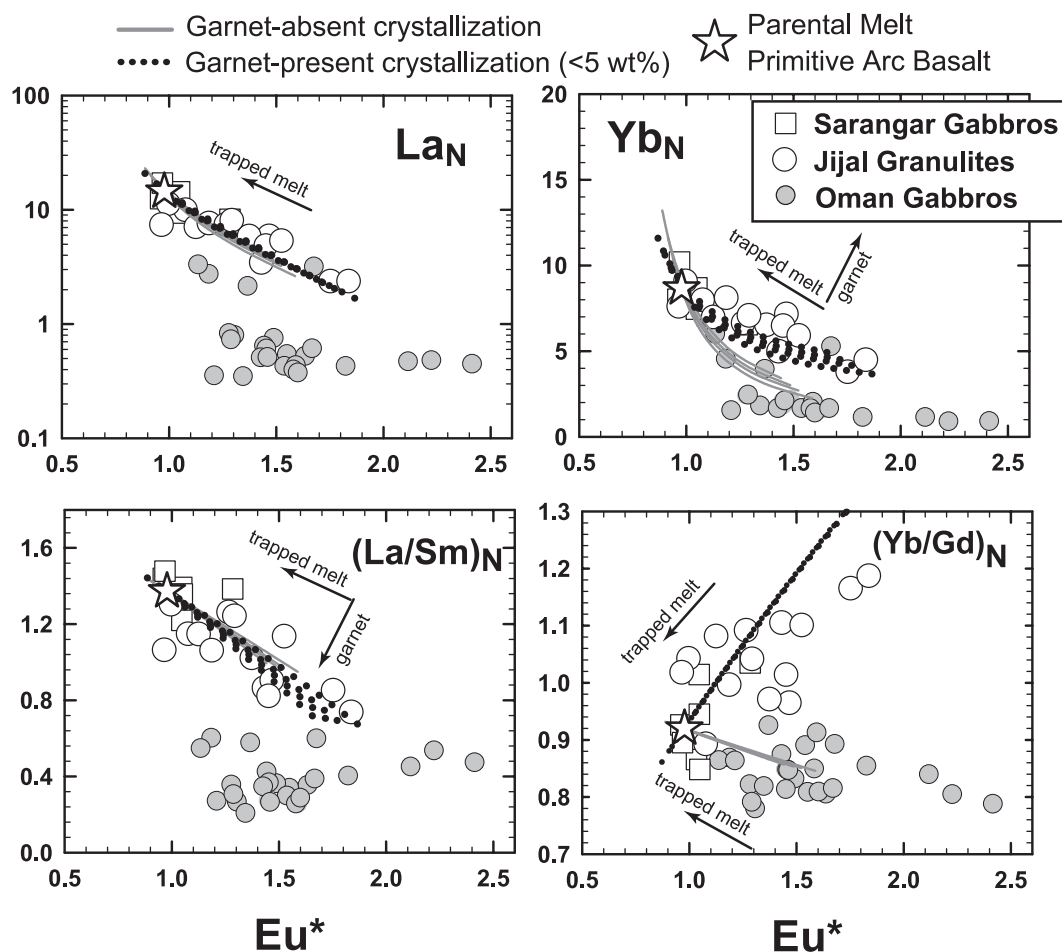 Garnet-absent crystallization
Garnet-present crystallization (<5 wt%)
Parental Melt
Primitive Arc Basalt
100
10
1
0.1
La_N
trapped melt
0.5 1.0 1.5 2.0 2.5
20
15
10
5
0
Yb_N
Sarangar Gabbros
Jijal Granulites
Oman Gabbros
trapped melt
garnet
0.5 1.0 1.5 2.0 2.5
1.6
1.2
0.8
0.4
0.0
(La/Sm)_N
trapped melt
garnet
0.5 1.0 1.5 2.0 2.5
Eu*
1.3
1.2
1.1
1.0
0.9
0.8
0.7
(Yb/Gd)_N
trapped melt
trapped melt
0.5 1.0 1.5 2.0 2.5
Eu*